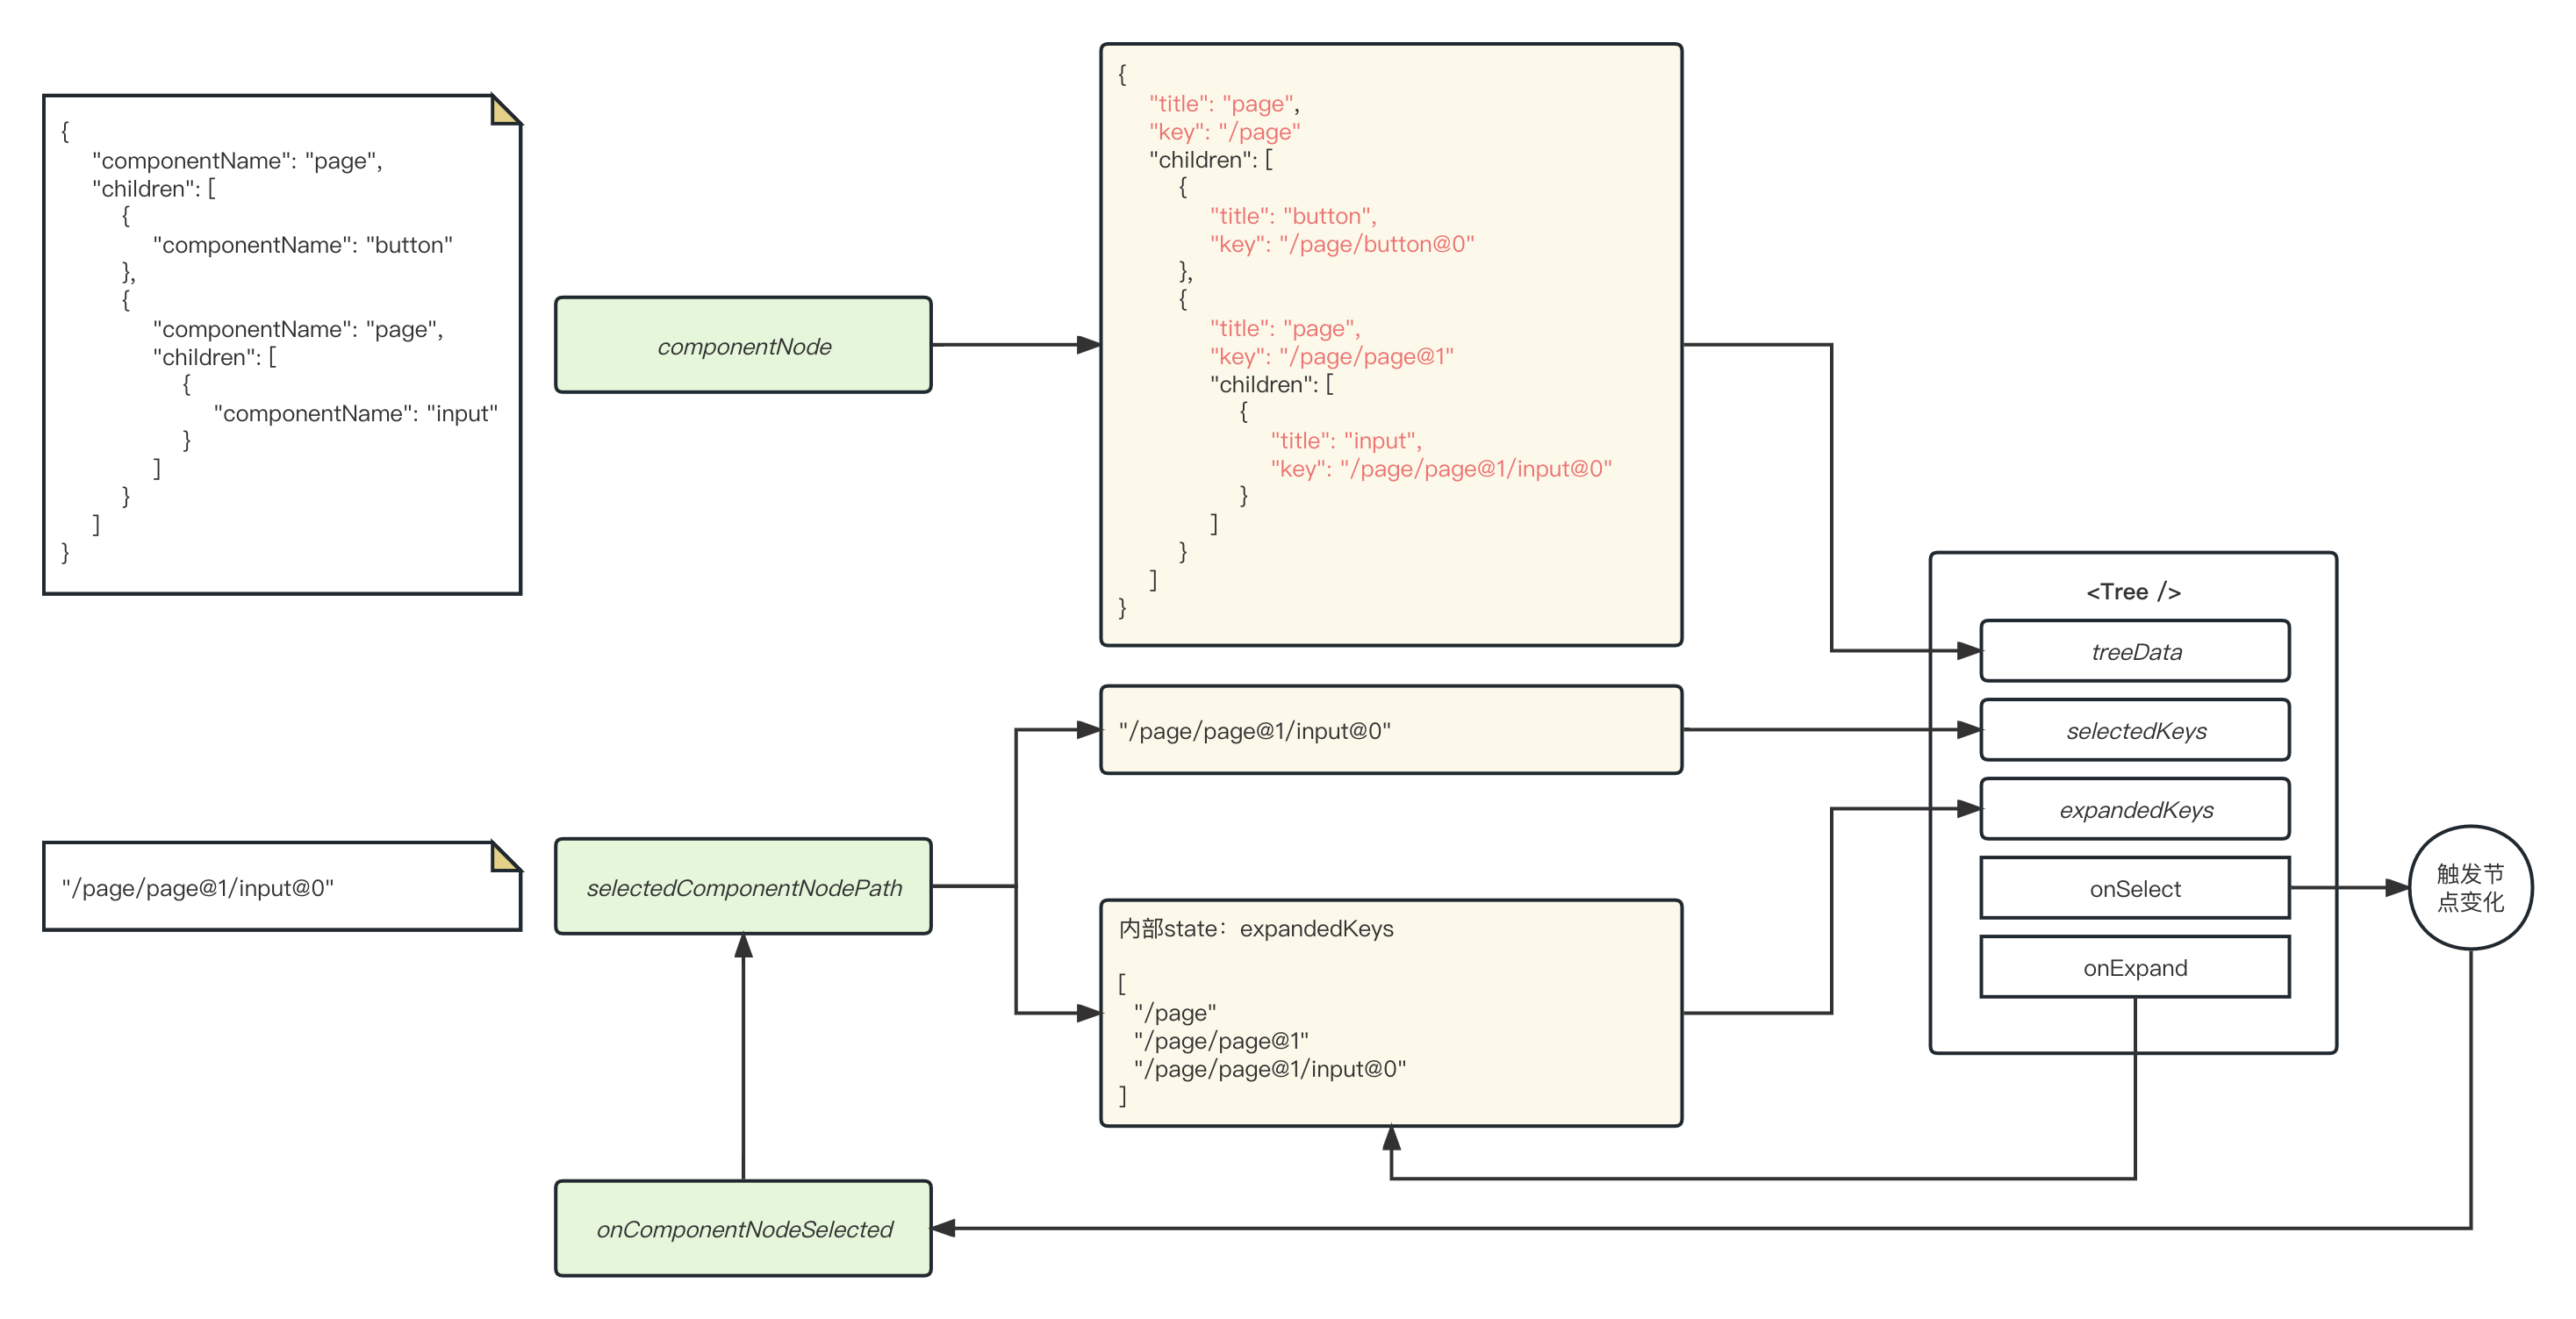 {
"componentName": "page",
"children": [
{
"componentName": "button"
},
{
"componentName": "page",
"children": [
{
"componentName": "input"
}
]
}
]
}
componentNode
{
"title": "page",
"key": "/page"
"children": [
{
"title": "button",
"key": "/page/button@0"
},
{
"title": "page",
"key": "/page/page@1"
"children": [
{
"title": "input",
"key": "/page/page@1/input@0"
}
]
}
]
}
<Tree />
treeData
selectedKeys
expandedKeys
onSelect
onExpand
触发节
点变化
"/page/page@1/input@0"
"/page/page@1/input@0"
selectedComponentNodePath
内部state：expandedKeys
[
"/page"
"/page/page@1"
"/page/page@1/input@0"
]
onComponentNodeSelected